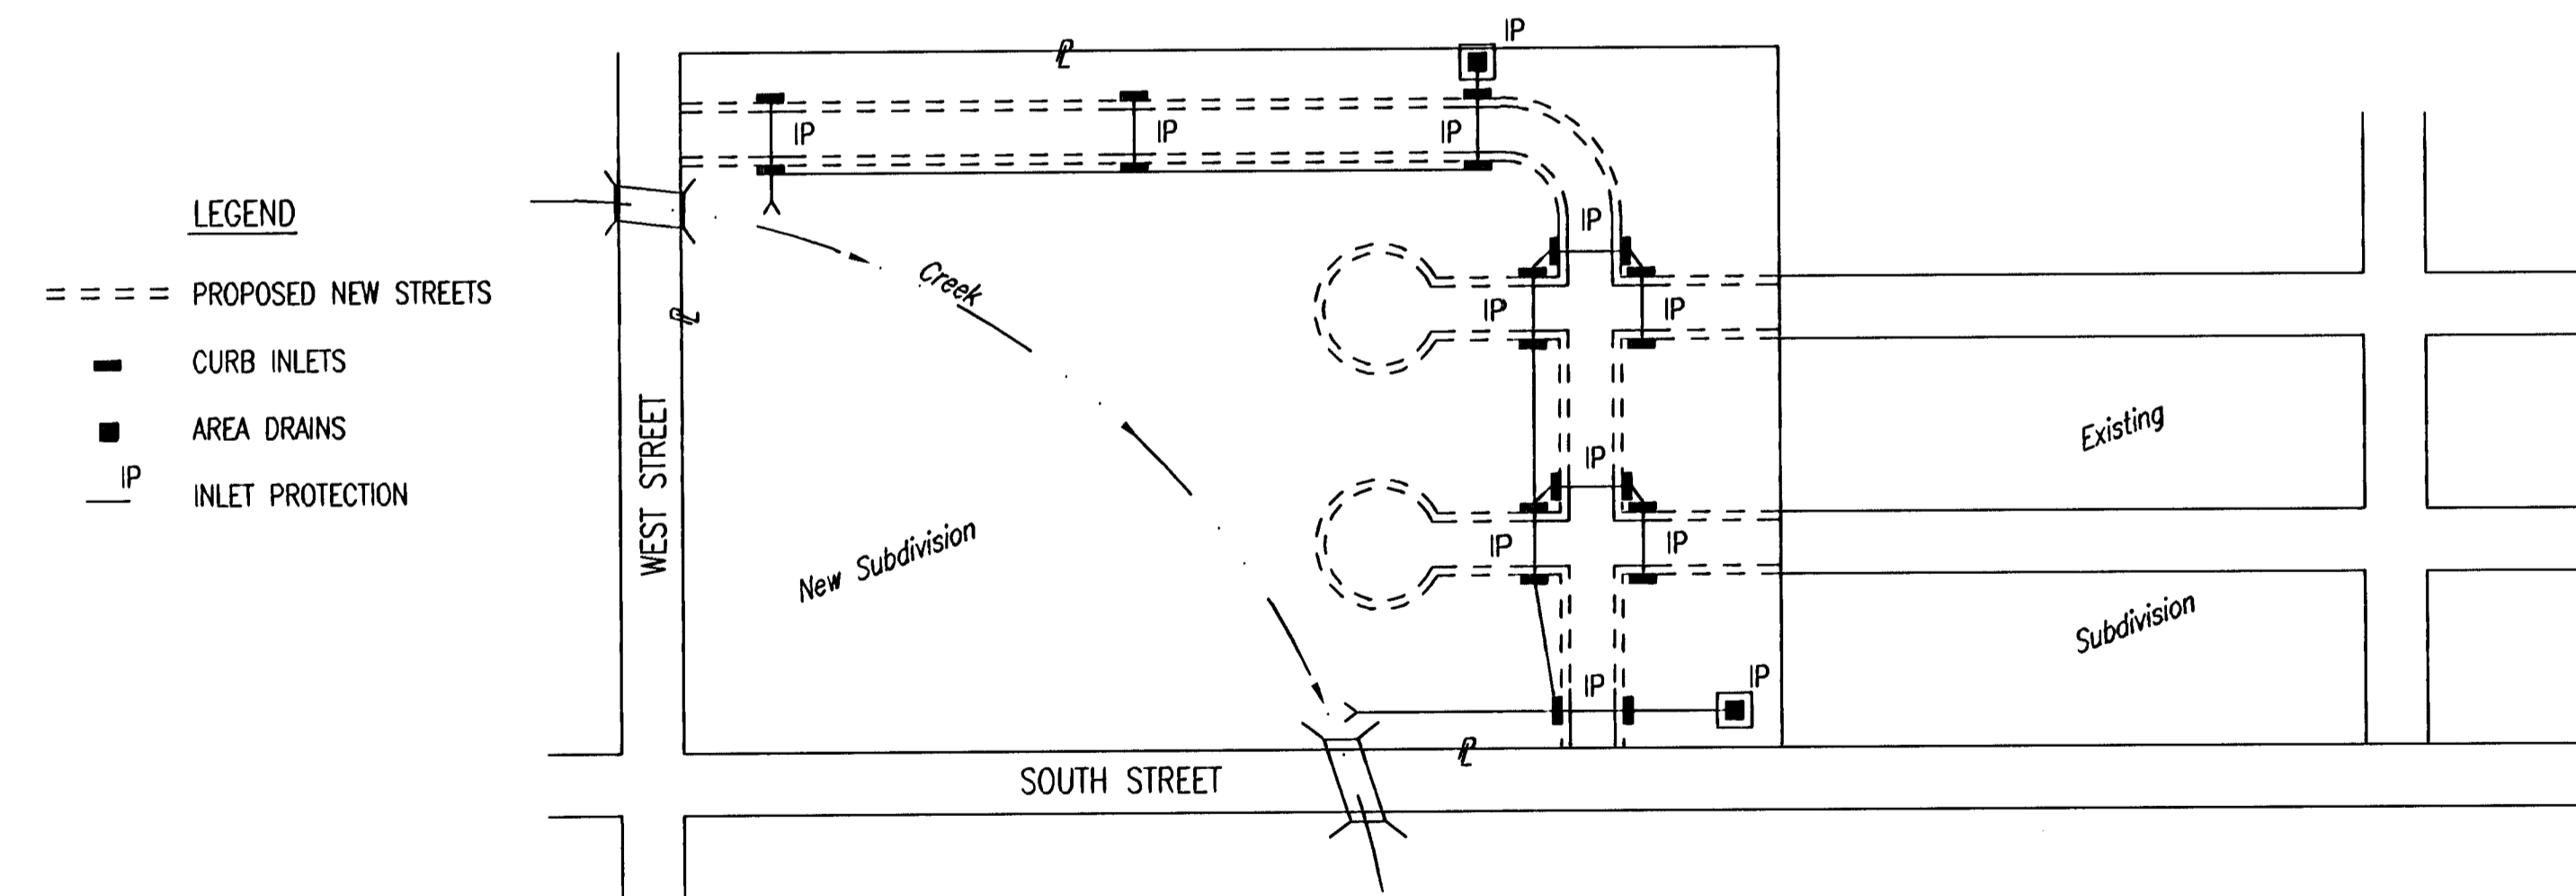 IP
℄
IP
IP
IP
LEGEND
IP
PROPOSED NEW STREETS
Creek
IP
IP
℄
CURB INLETS
AREA DRAINS
Existing
IP
IP
INLET PROTECTION
WEST STREET
New Subdivision
IP
IP
Subdivision
IP
IP
℄
SOUTH STREET